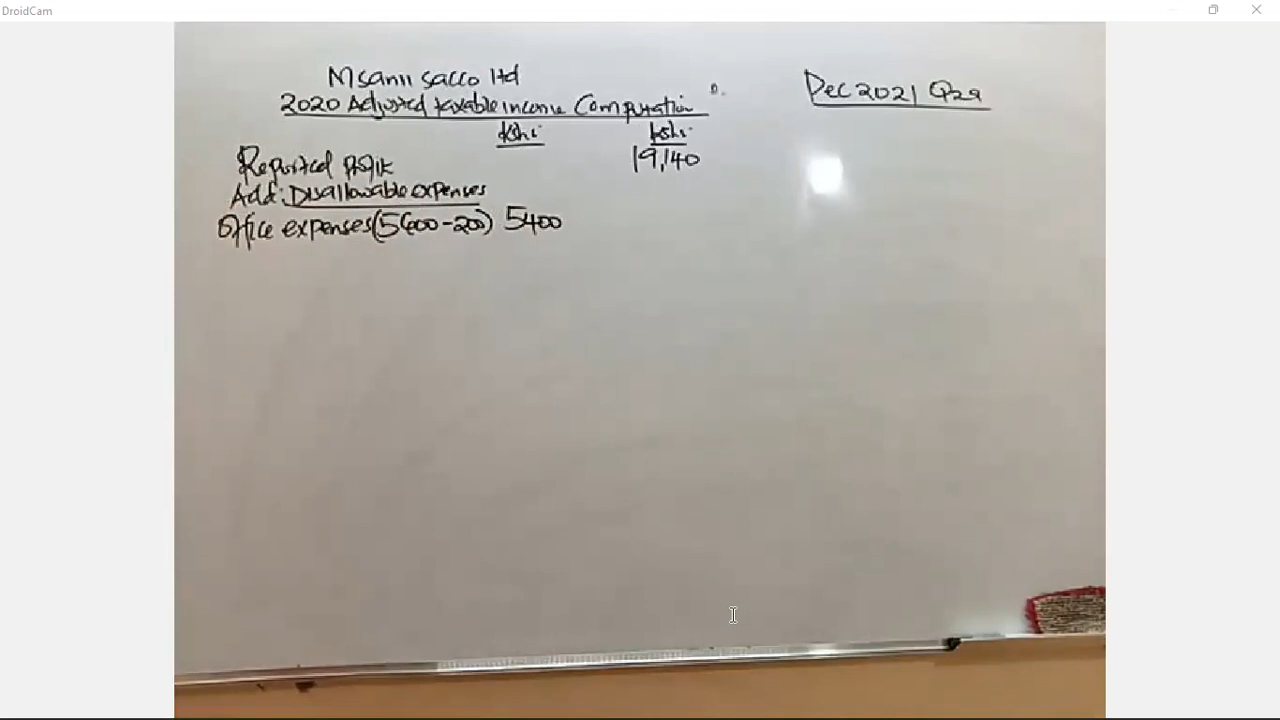 DroidCam
Msanii Sacco ltd
2020 Adjusted taxable income Computation
Dec 2021 Q2a
Kshs
Kshs
Reported profit 19,140
Add: Disallowable expenses
Office expenses (5600-200) 5400